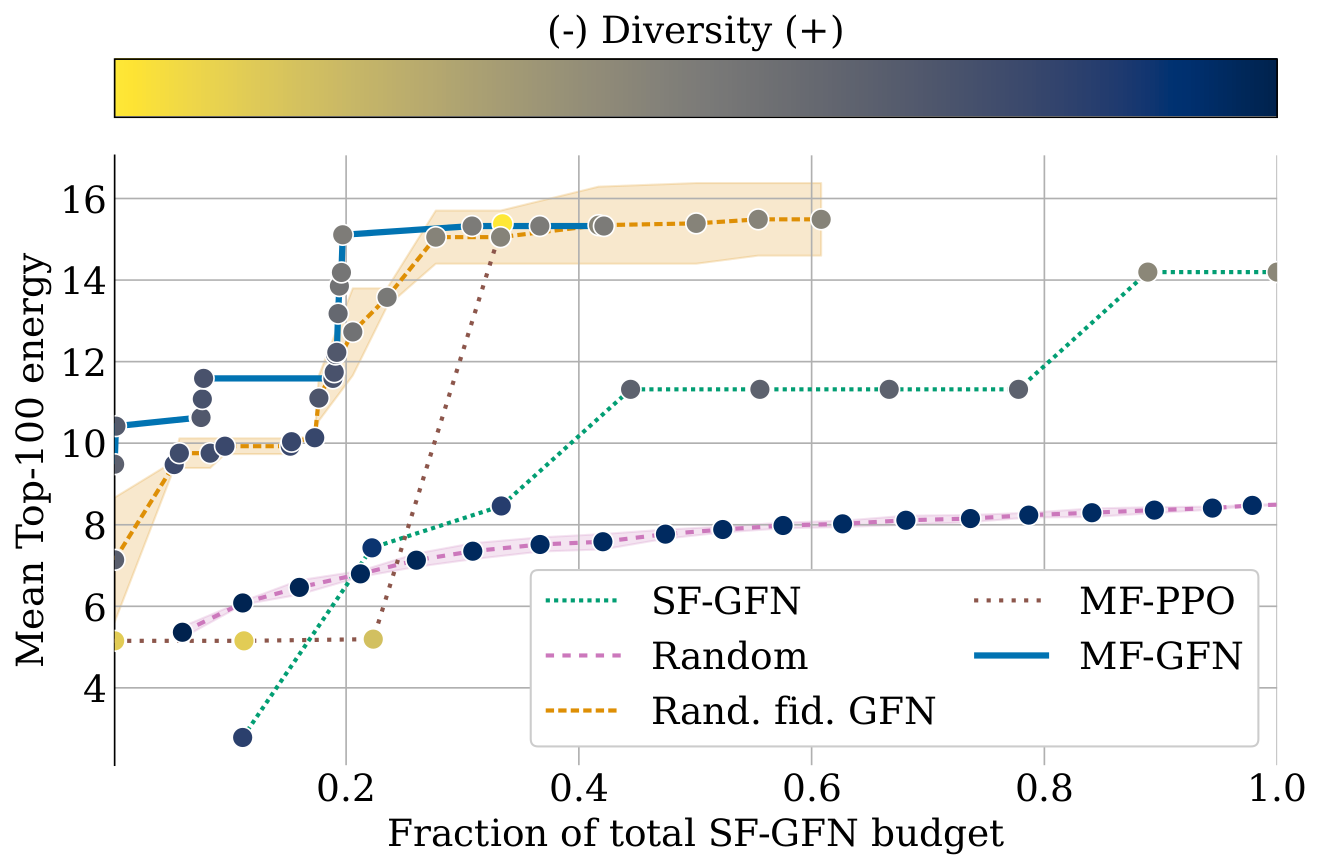 (-) Diversity (+)
16
14
12
10
8
6
4
Mean Top-100 energy
SF-GFN
Random
Rand. fid. GFN
MF-PPO
MF-GFN
0.2 0.4 0.6 0.8 1.0
Fraction of total SF-GFN budget